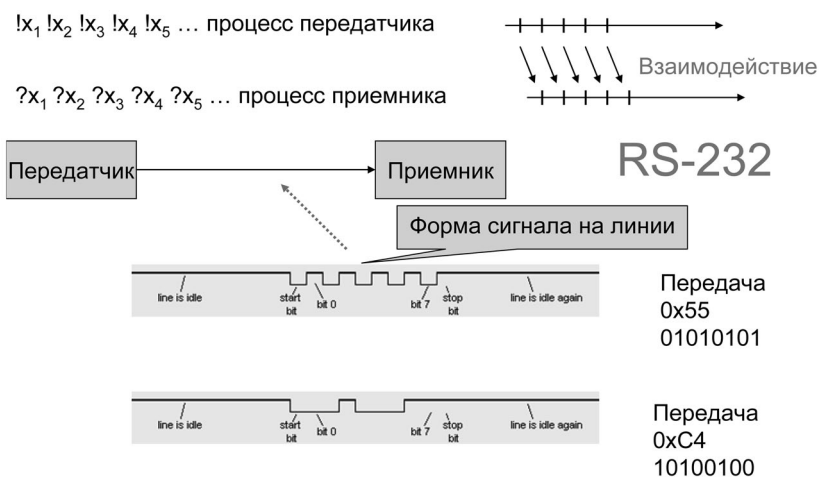 !x1 !x2 !x3 !x4 !x5 … процесс передатчика
Взаимодействие
?x1 ?x2 ?x3 ?x4 ?x5 … процесс приемника
RS-232
Передатчик
Приемник
Форма сигнала на линии
line is idle
start bit
bit 0
bit 7
stop bit
line is idle again
Передача
0x55
01010101
line is idle
start bit
bit 0
bit 7
stop bit
line is idle again
Передача
0xC4
10100100